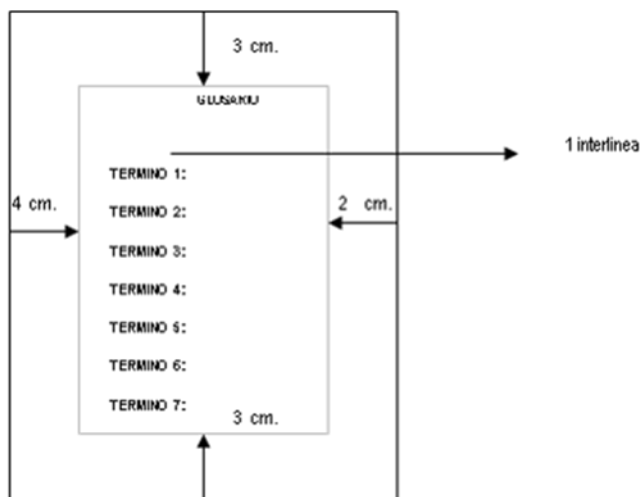 3 cm.
GLOSARIO
1 interlinea
TERMINO 1:
4 cm.
2 cm.
TERMINO 2:
TERMINO 3:
TERMINO 4:
TERMINO 5:
TERMINO 6:
TERMINO 7:
3 cm.